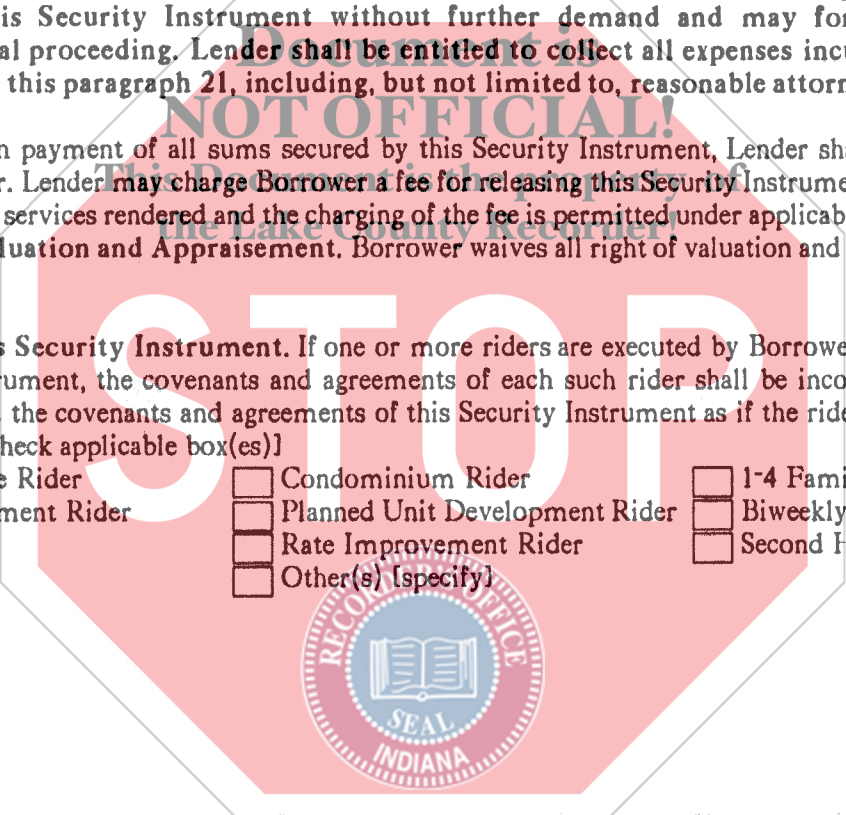 is Security Instrument without further demand and may for
Document is
al proceeding. Lender shall be entitled to collect all expenses incu
this paragraph 21, including, but not limited to, reasonable attorn
NOT OFFICIAL!
n payment of all sums secured by this Security Instrument, Lender sha
This Document is the property of
r. Lender may charge Borrower a fee for releasing this Security Instrume
services rendered and the charging of the fee is permitted under applicab
the Lake County Recorder!
luation and Appraisement. Borrower waives all right of valuation and
STOP
s Security Instrument. If one or more riders are executed by Borrowe
rument, the covenants and agreements of each such rider shall be inco
the covenants and agreements of this Security Instrument as if the ride
heck applicable box(es)]
e Rider
Condominium Rider
1-4 Fami
ment Rider
Planned Unit Development Rider
Biweekly
Rate Improvement Rider
Second H
Other(s) [specify]
RECORDER'S OFFICE
SEAL
INDIANA